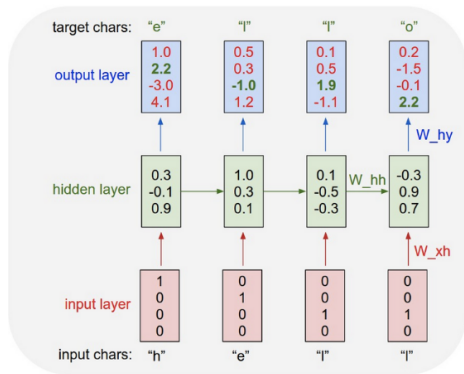 target chars: “e” “l” “l” “o”
1.0 0.5 0.1 0.2
2.2 0.3 0.5 -1.5
output layer
-3.0 -1.0 1.9 -0.1
4.1 1.2 -1.1 2.2
W_hy
0.3 1.0 0.1 -0.3
W_hh
hidden layer -0.1 0.3 -0.5 0.9
0.9 0.1 -0.3 0.7
W_xh
1 0 0 0
0 1 0 0
input layer
0 0 1 1
0 0 0 0
input chars: “h” “e” “l” “l”